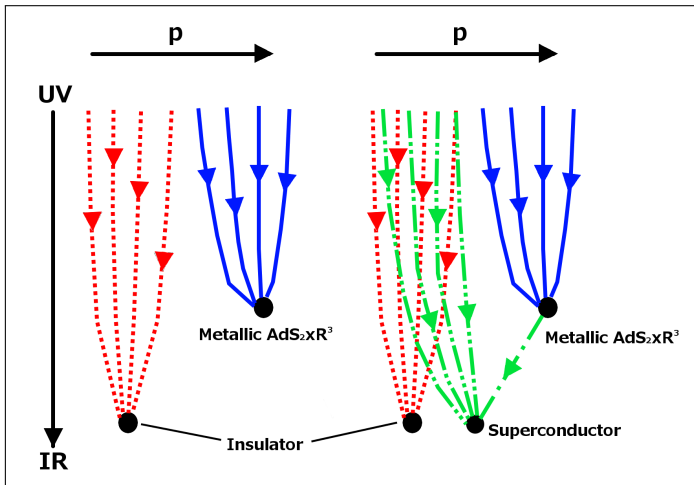 p
p
UV
Metallic AdS₂xR³
Metallic AdS₂xR³
Insulator
Superconductor
IR